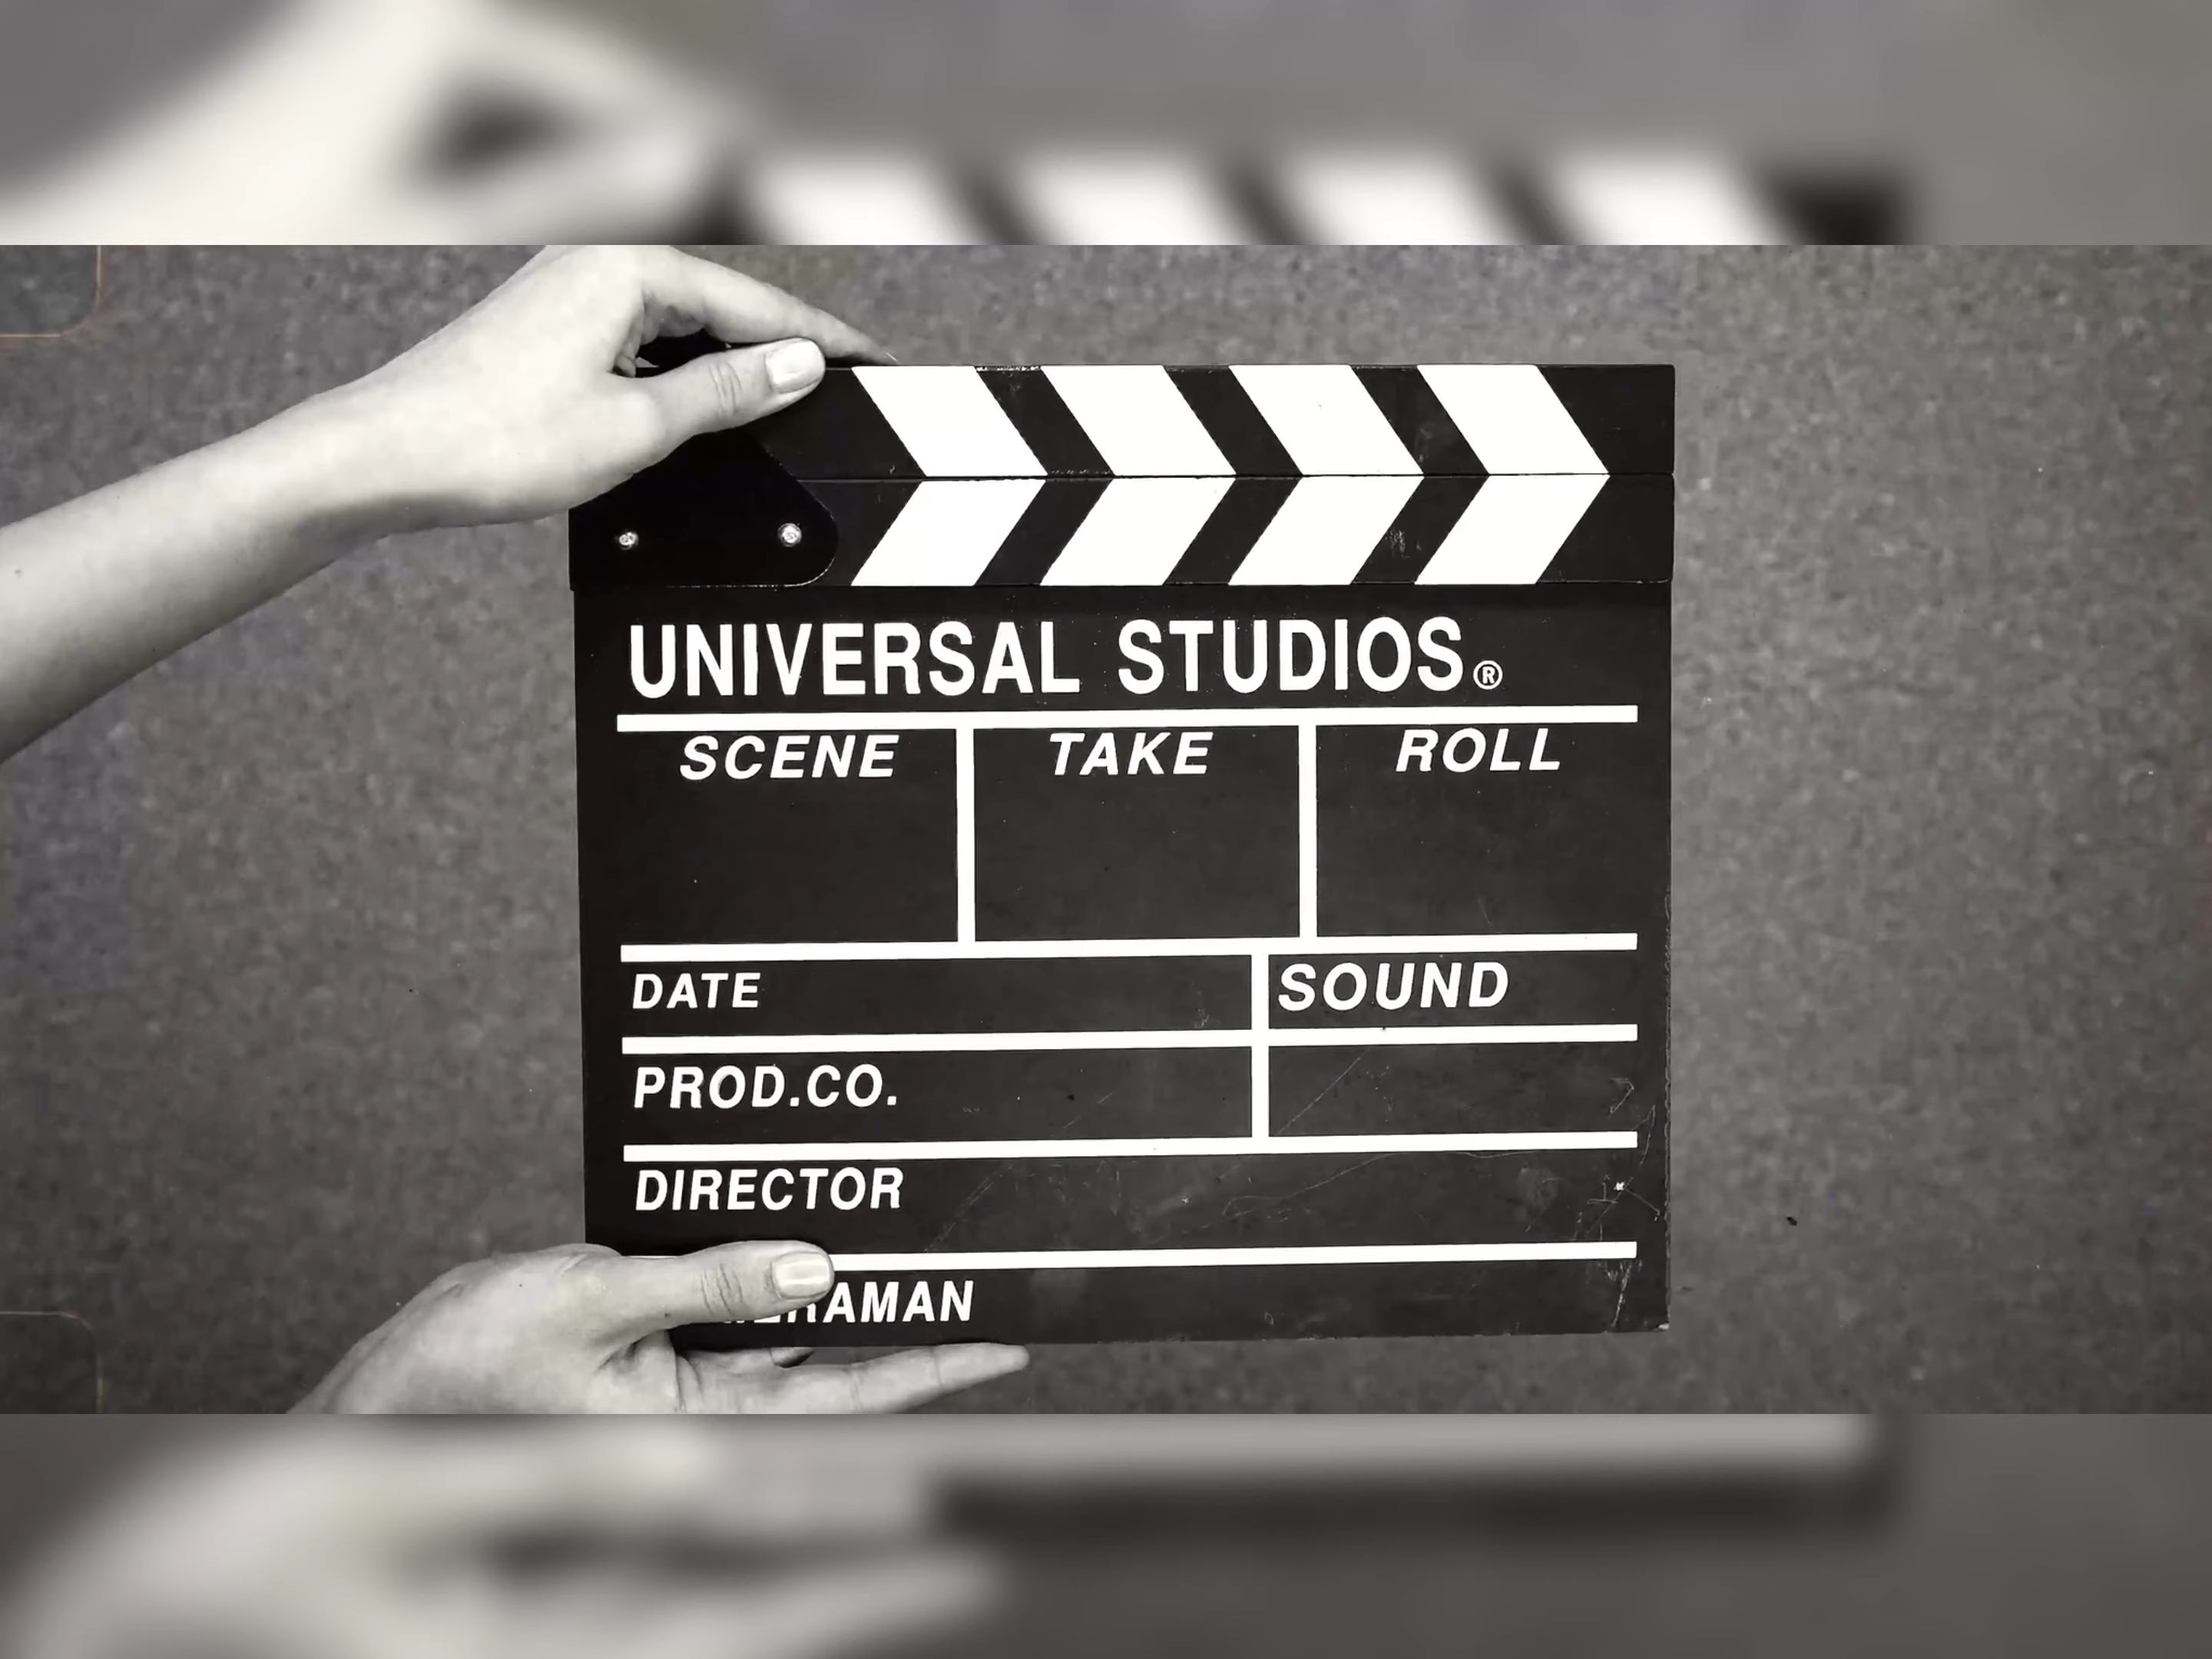 UNIVERSAL STUDIOS®
SCENE TAKE ROLL
DATE SOUND
PROD.CO.
DIRECTOR